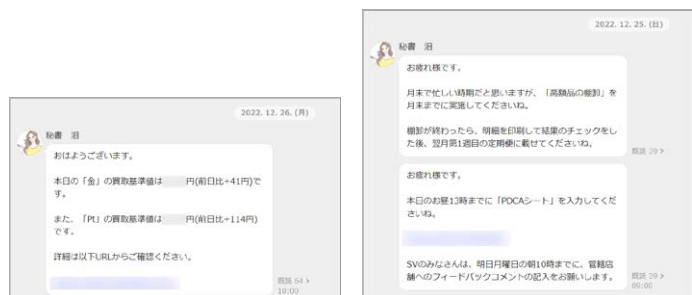 2022. 12. 26. (月)
秘書 泪
おはようございます。
本日の「金」の買取基準値は 円(前日比+41円)で
す。
また、「Pt」の買取基準値は 円(前日比+114円)
です。
詳細は以下URLからご確認ください。
既読 64 >
10:00
2022. 12. 25. (日)
秘書 泪
お疲れ様です。
月末で忙しい時期だと思いますが、「高額品の棚卸」を
月末までに実施してくださいね。
棚卸が終わったら、明細を印刷して結果のチェックをし
た後、翌月第1週目の定期便に載せてくださいね。
既読 29 >
お疲れ様です。
本日のお昼13時までに「PDCAシート」を入力してくだ
さいね。
SVのみなさんは、明日月曜日の朝10時までに、管轄店
舗へのフィードバックコメントの記入をお願いします。
既読 29 >
09:00